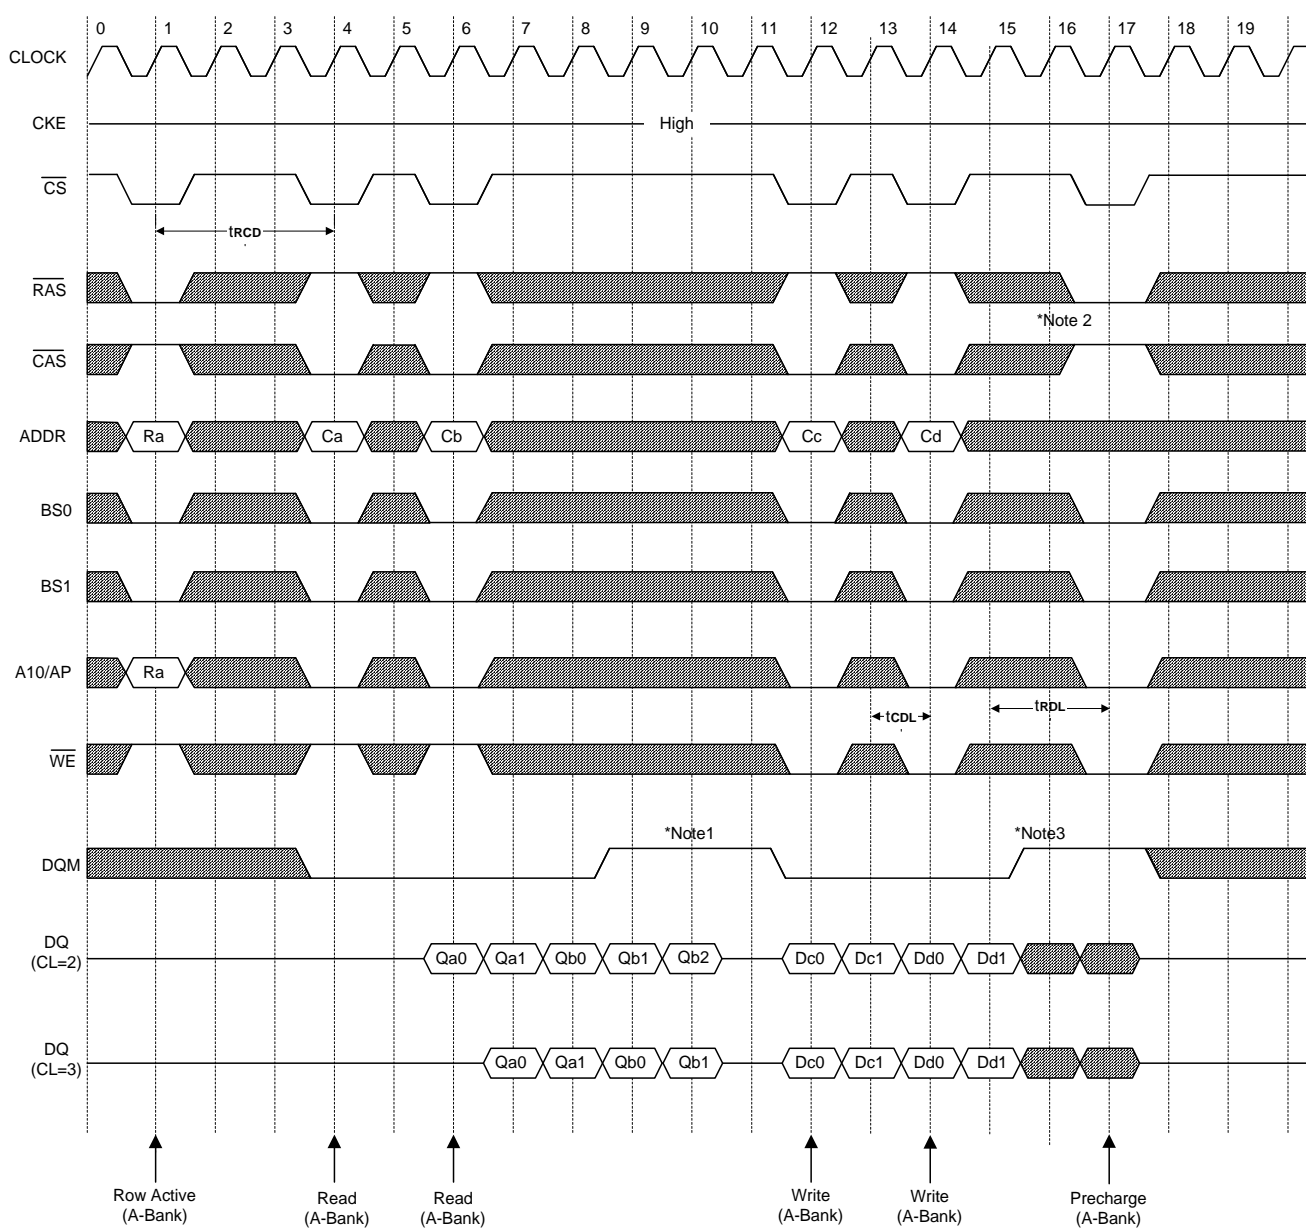 0 1 2 3 4 5 6 7 8 9 10 11 12 13 14 15 16 17 18 19
CLOCK
CKE High
CS
tRCD
RAS
*Note 2
CAS
ADDR Ra Ca Cb Cc Cd
BS0
BS1
A10/AP Ra
tCDL tRDL
WE
*Note1 *Note3
DQM
DQ
(CL=2) Qa0 Qa1 Qb0 Qb1 Qb2 Dc0 Dc1 Dd0 Dd1
DQ
(CL=3) Qa0 Qa1 Qb0 Qb1 Dc0 Dc1 Dd0 Dd1
Row Active
(A-Bank)
Read
(A-Bank)
Read
(A-Bank)
Write
(A-Bank)
Write
(A-Bank)
Precharge
(A-Bank)